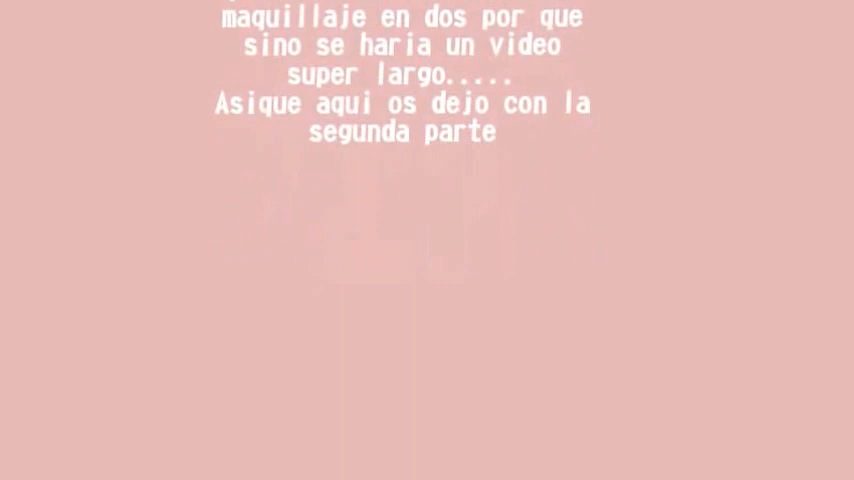 maquillaje en dos por que
sino se haria un video
super largo.....
Asique aqui os dejo con la
segunda parte